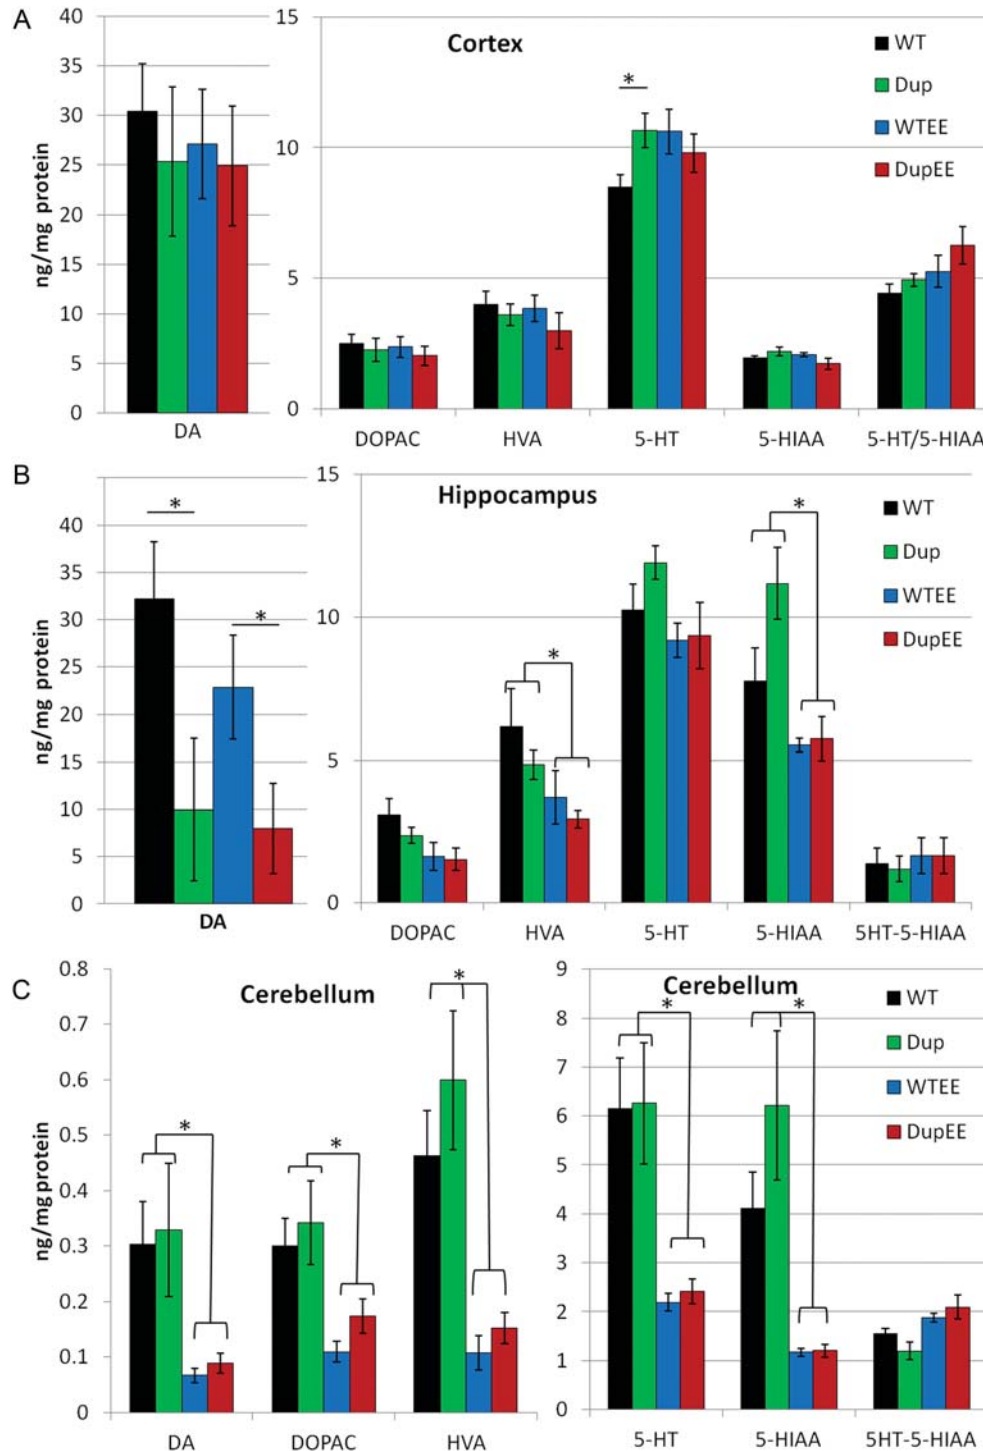 A
40
35
30
25
20
15
10
5
0
ng/mg protein
DA
15
10
5
0
Cortex
*
WT
Dup
WTEE
DupEE
DOPAC HVA 5-HT 5-HIAA 5-HT/5-HIAA
B
40
35
30
25
20
15
10
5
0
ng/mg protein
* *
DA
15
10
5
0
Hippocampus
* *
WT
Dup
WTEE
DupEE
DOPAC HVA 5-HT 5-HIAA 5HT-5-HIAA
C
0.8
0.7
0.6
0.5
0.4
0.3
0.2
0.1
0
ng/mg protein
Cerebellum
* * *
DA DOPAC HVA
9
8
7
6
5
4
3
2
1
0
Cerebellum
* *
WT
Dup
WTEE
DupEE
5-HT 5-HIAA 5HT-5-HIAA